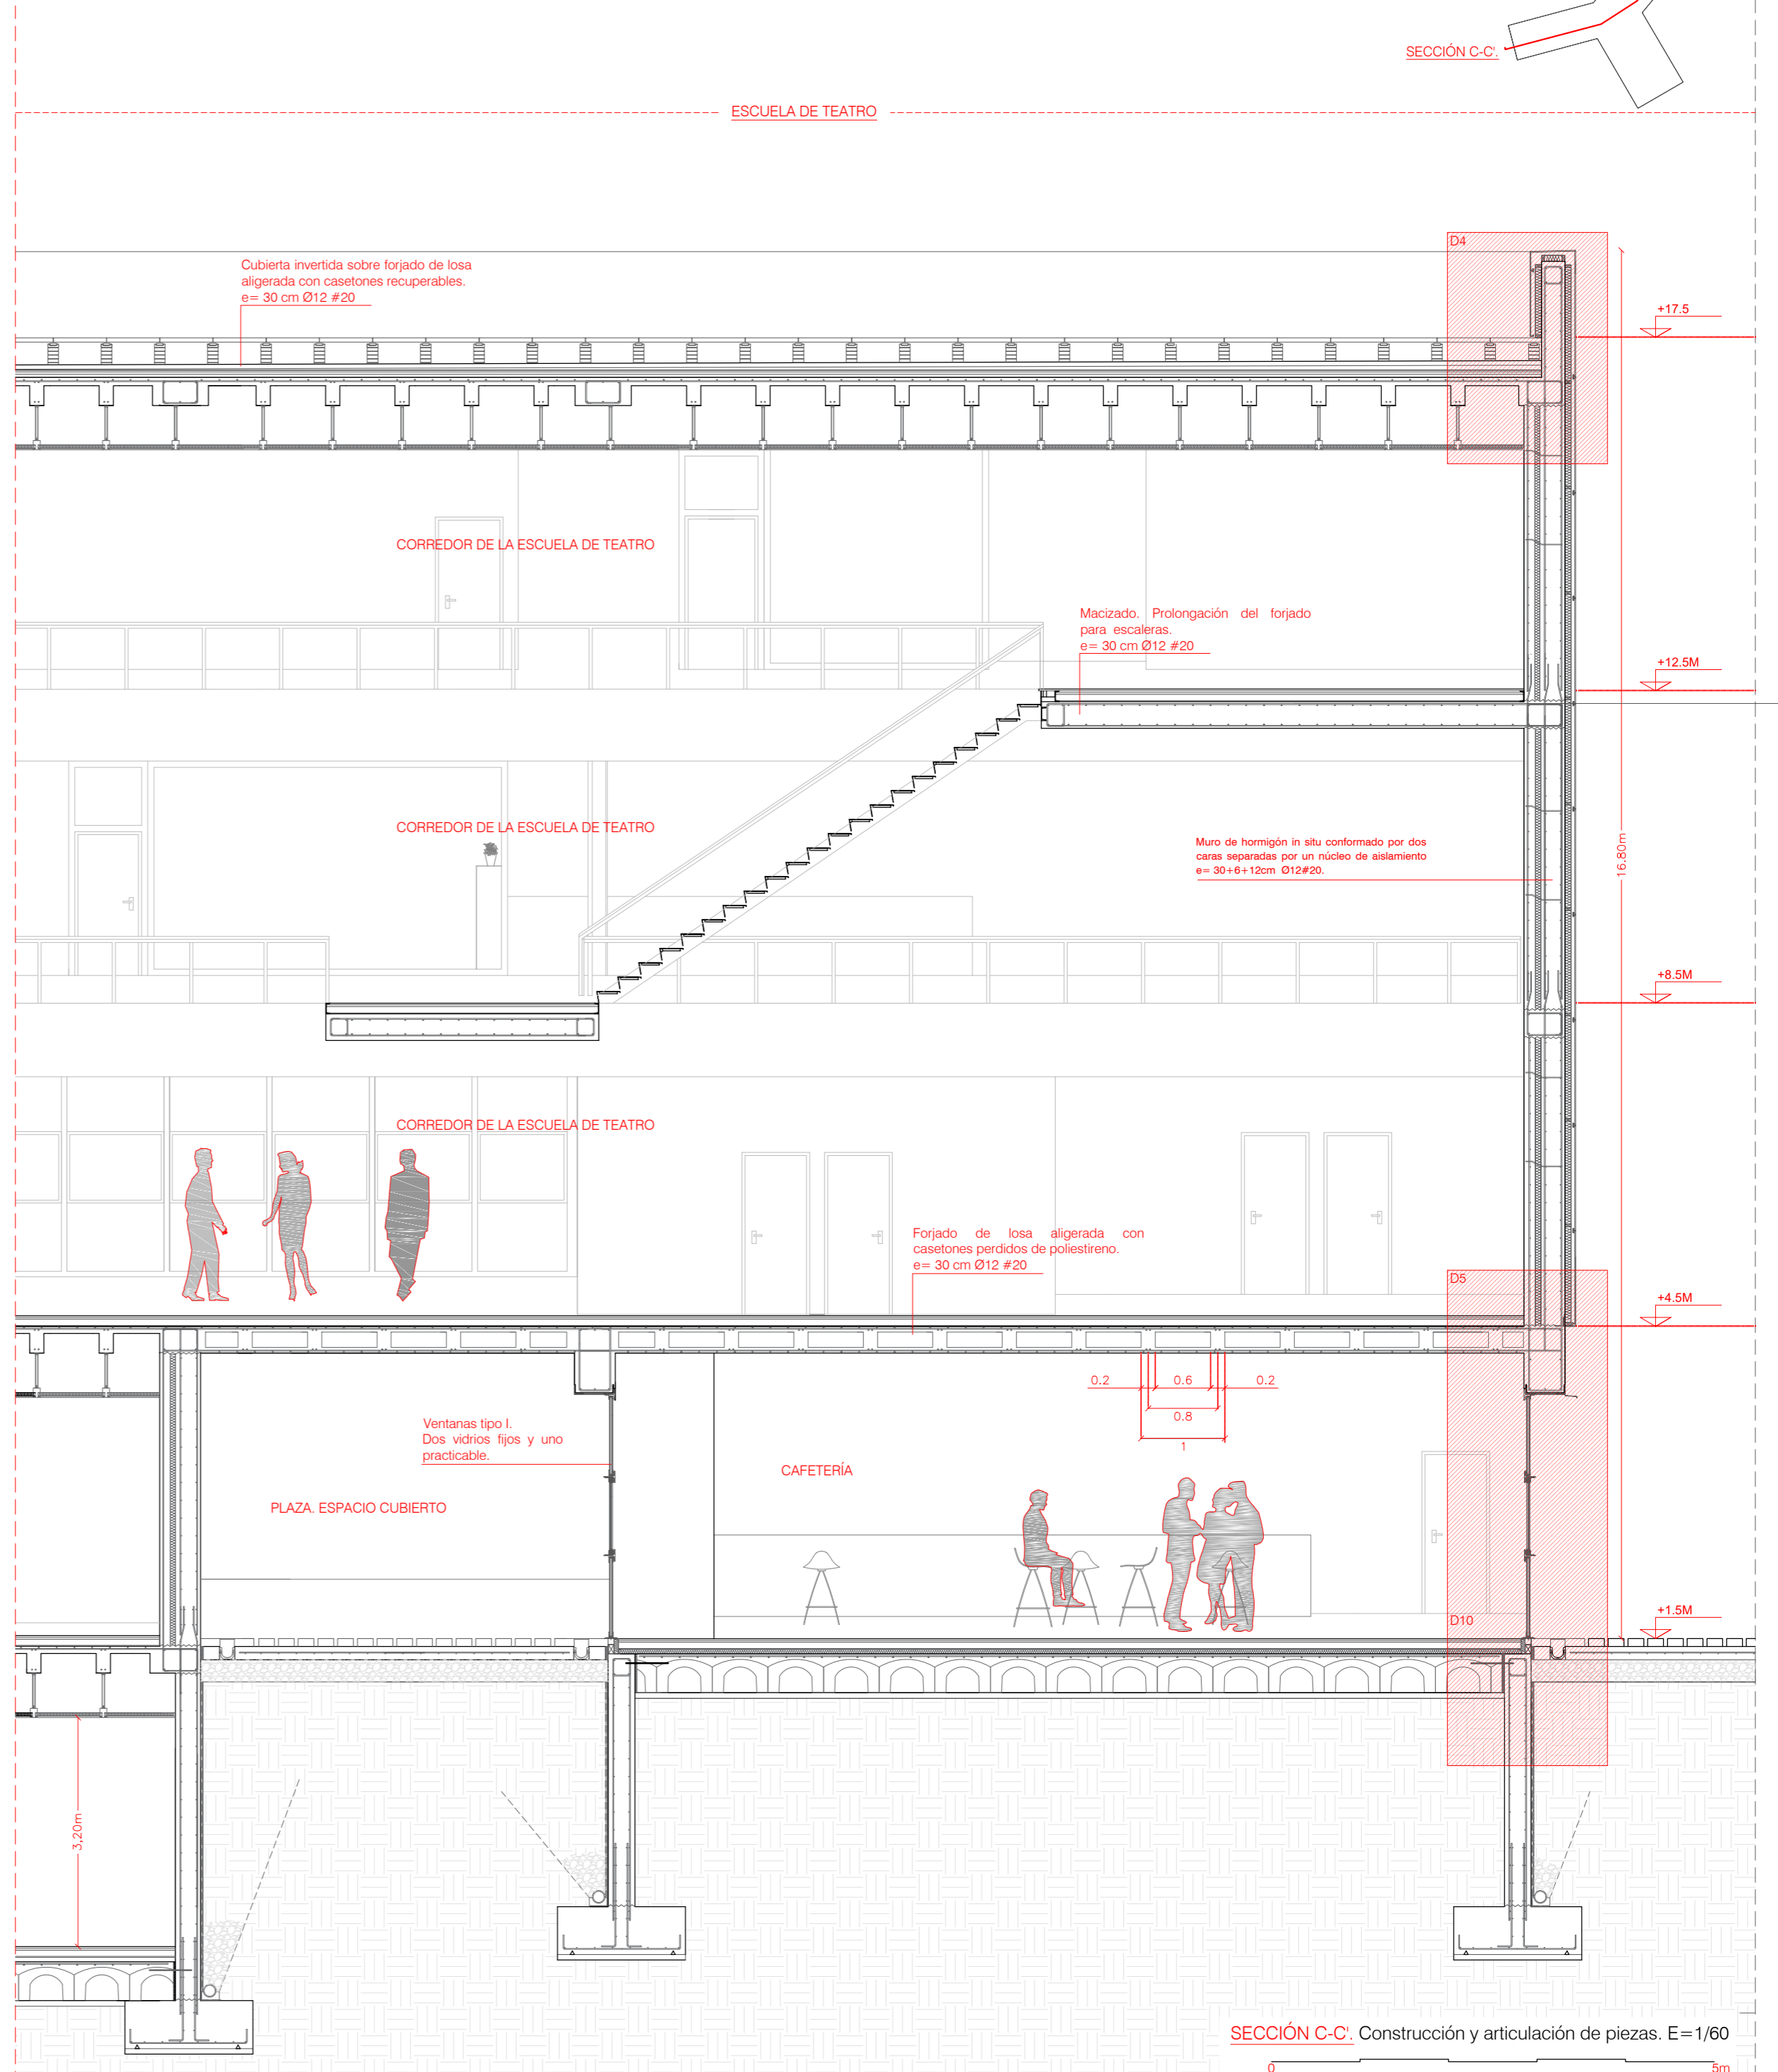 SECCIÓN C-C'.
ESCUELA DE TEATRO
D4
Cubierta invertida sobre forjado de losa
aligerada con casetones recuperables.
e= 30 cm Ø12 #20
+17.5
CORREDOR DE LA ESCUELA DE TEATRO
Macizado. Prolongación del forjado
para escaleras.
e= 30 cm Ø12 #20
+12.5M
CORREDOR DE LA ESCUELA DE TEATRO
Muro de hormigón in situ conformado por dos
caras separadas por un núcleo de aislamiento
e= 30+6+12cm Ø12#20.
16.80m
+8.5M
CORREDOR DE LA ESCUELA DE TEATRO
Forjado de losa aligerada con
casetones perdidos de poliestireno.
e= 30 cm Ø12 #20
D5
+4.5M
0.2 0.6 0.2
0.8
1
Ventanas tipo I.
Dos vidrios fijos y uno
practicable.
CAFETERÍA
PLAZA. ESPACIO CUBIERTO
D10
+1.5M
3,20m
SECCIÓN C-C'. Construcción y articulación de piezas. E=1/60
0 5m